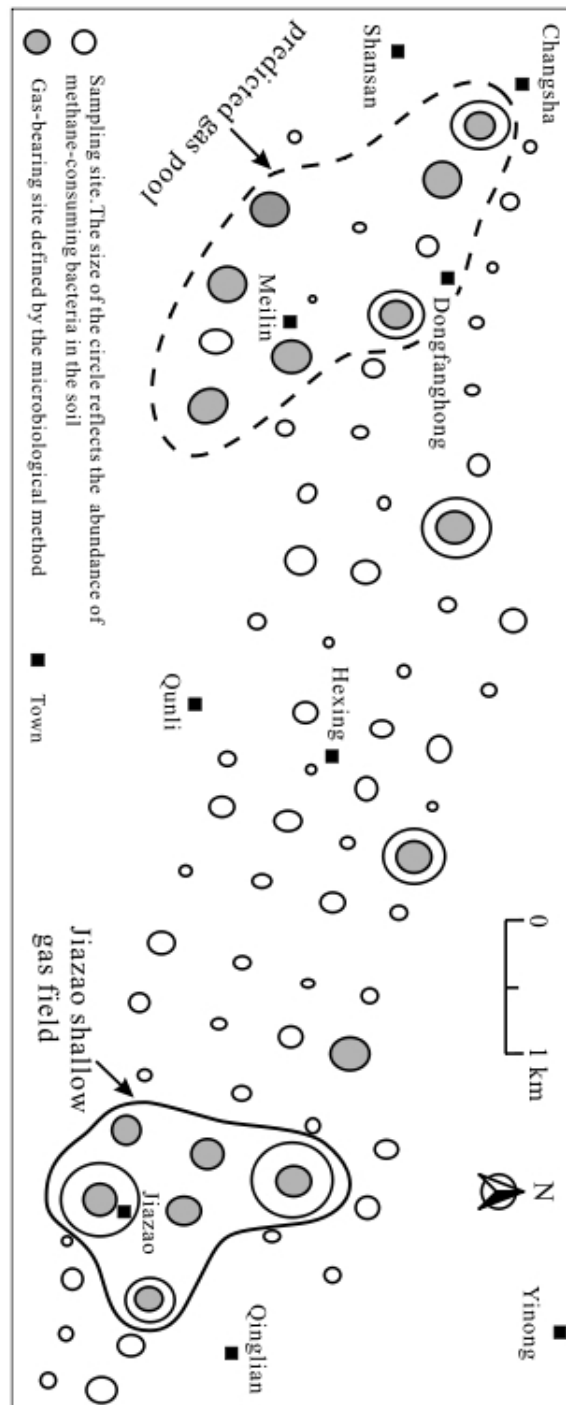 Changsha
Shansan
predicted gas pool
Dongfanghong
Meilin
Hexing
Qunli
0
1 km
N
Yinong
Jiazao shallow
gas field
Jiazao
Qinglian
Sampling site. The size of the circle reflects the abundance of
methane-consuming bacteria in the soil
Gas-bearing site defined by the microbiological method
Town